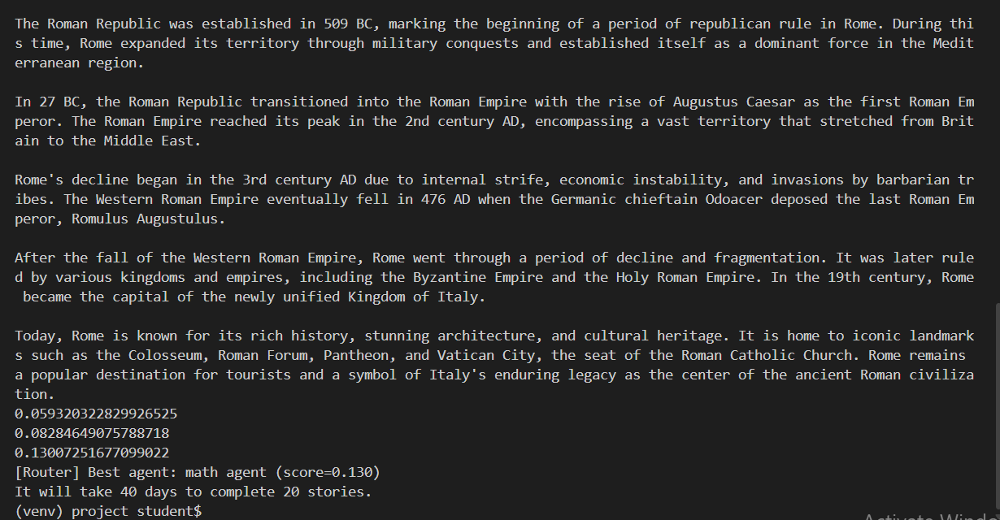 The Roman Republic was established in 509 BC, marking the beginning of a period of republican rule in Rome. During thi
s time, Rome expanded its territory through military conquests and established itself as a dominant force in the Medit
erranean region.
In 27 BC, the Roman Republic transitioned into the Roman Empire with the rise of Augustus Caesar as the first Roman Em
peror. The Roman Empire reached its peak in the 2nd century AD, encompassing a vast territory that stretched from Brit
ain to the Middle East.
Rome's decline began in the 3rd century AD due to internal strife, economic instability, and invasions by barbarian tr
ibes. The Western Roman Empire eventually fell in 476 AD when the Germanic chieftain Odoacer deposed the last Roman Em
peror, Romulus Augustulus.
After the fall of the Western Roman Empire, Rome went through a period of decline and fragmentation. It was later rule
d by various kingdoms and empires, including the Byzantine Empire and the Holy Roman Empire. In the 19th century, Rome
became the capital of the newly unified Kingdom of Italy.
Today, Rome is known for its rich history, stunning architecture, and cultural heritage. It is home to iconic landmark
s such as the Colosseum, Roman Forum, Pantheon, and Vatican City, the seat of the Roman Catholic Church. Rome remains
a popular destination for tourists and a symbol of Italy's enduring legacy as the center of the ancient Roman civiliza
tion.
0.059320322829926525
0.08284649075788718
0.13007251677099022
[Router] Best agent: math agent (score=0.130)
It will take 40 days to complete 20 stories.
(venv) project student$